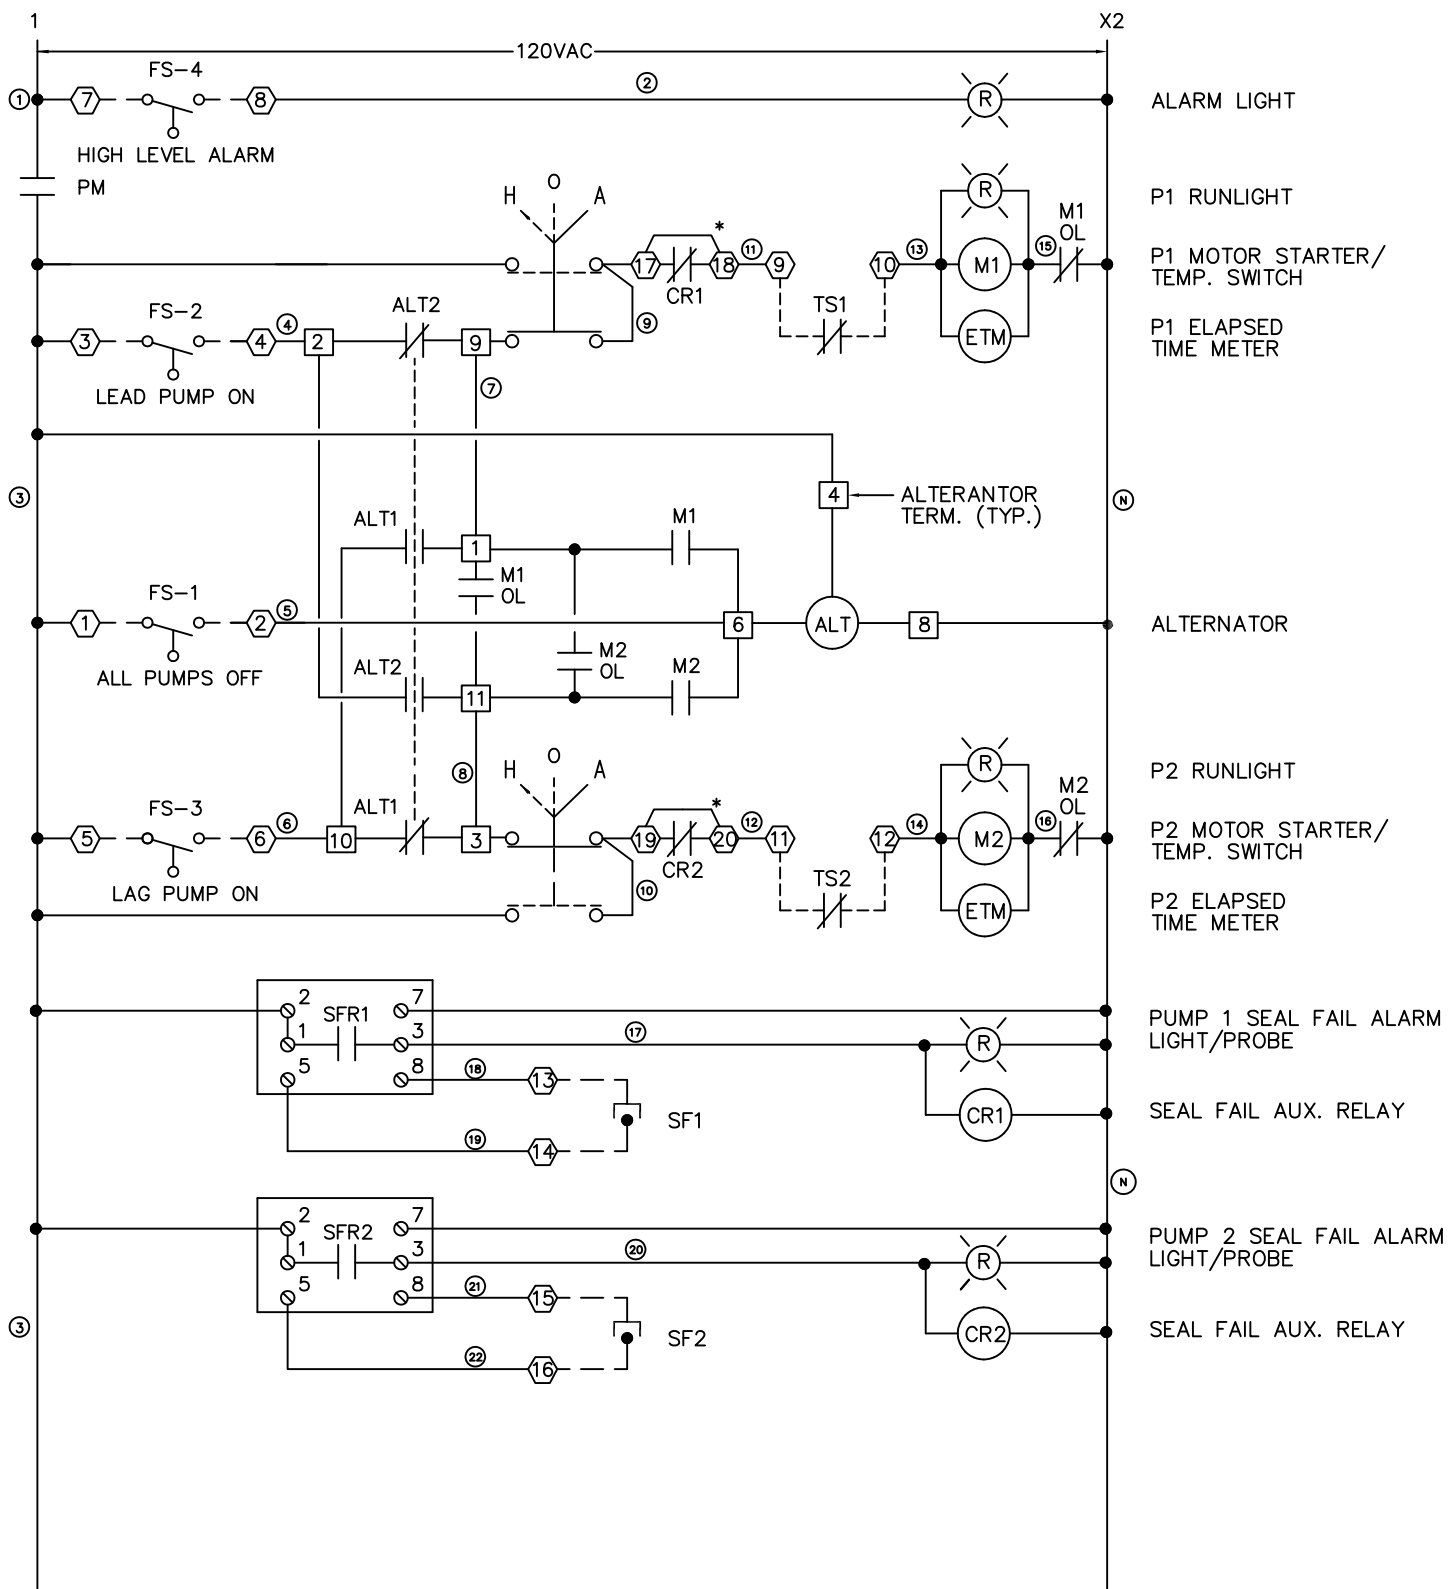 1 X2
120VAC
FS-4
1 7 8 2 R ALARM LIGHT
HIGH LEVEL ALARM
PM
H O A
R P1 RUNLIGHT
M1
OL
*
17 18 11 9 10 13 M1 15 P1 MOTOR STARTER/
TEMP. SWITCH
CR1
FS-2 ALT2 9 TS1
3 4 4 2 9 ETM P1 ELAPSED
TIME METER
LEAD PUMP ON 7
3 4 ALTERANTOR
TERM. (TYP.) N
ALT1 1 M1
M1
OL
FS-1
1 2 5 6 ALT 8 ALTERNATOR
ALL PUMPS OFF
M2
OL
ALT2 11 M2
8
H O A
R P2 RUNLIGHT
M2
OL
FS-3 ALT1 *
5 6 6 10 3 19 20 12 11 12 14 M2 16 P2 MOTOR STARTER/
TEMP. SWITCH
CR2
LAG PUMP ON 10 TS2
ETM P2 ELAPSED
TIME METER
2 7
SFR1
1 3 17 R PUMP 1 SEAL FAIL ALARM
LIGHT/PROBE
5 8 18 13
SF1 CR1 SEAL FAIL AUX. RELAY
19 14
N
2 7
SFR2
1 3 20 R PUMP 2 SEAL FAIL ALARM
LIGHT/PROBE
5 8 21 15
3 SF2 CR2 SEAL FAIL AUX. RELAY
22 16